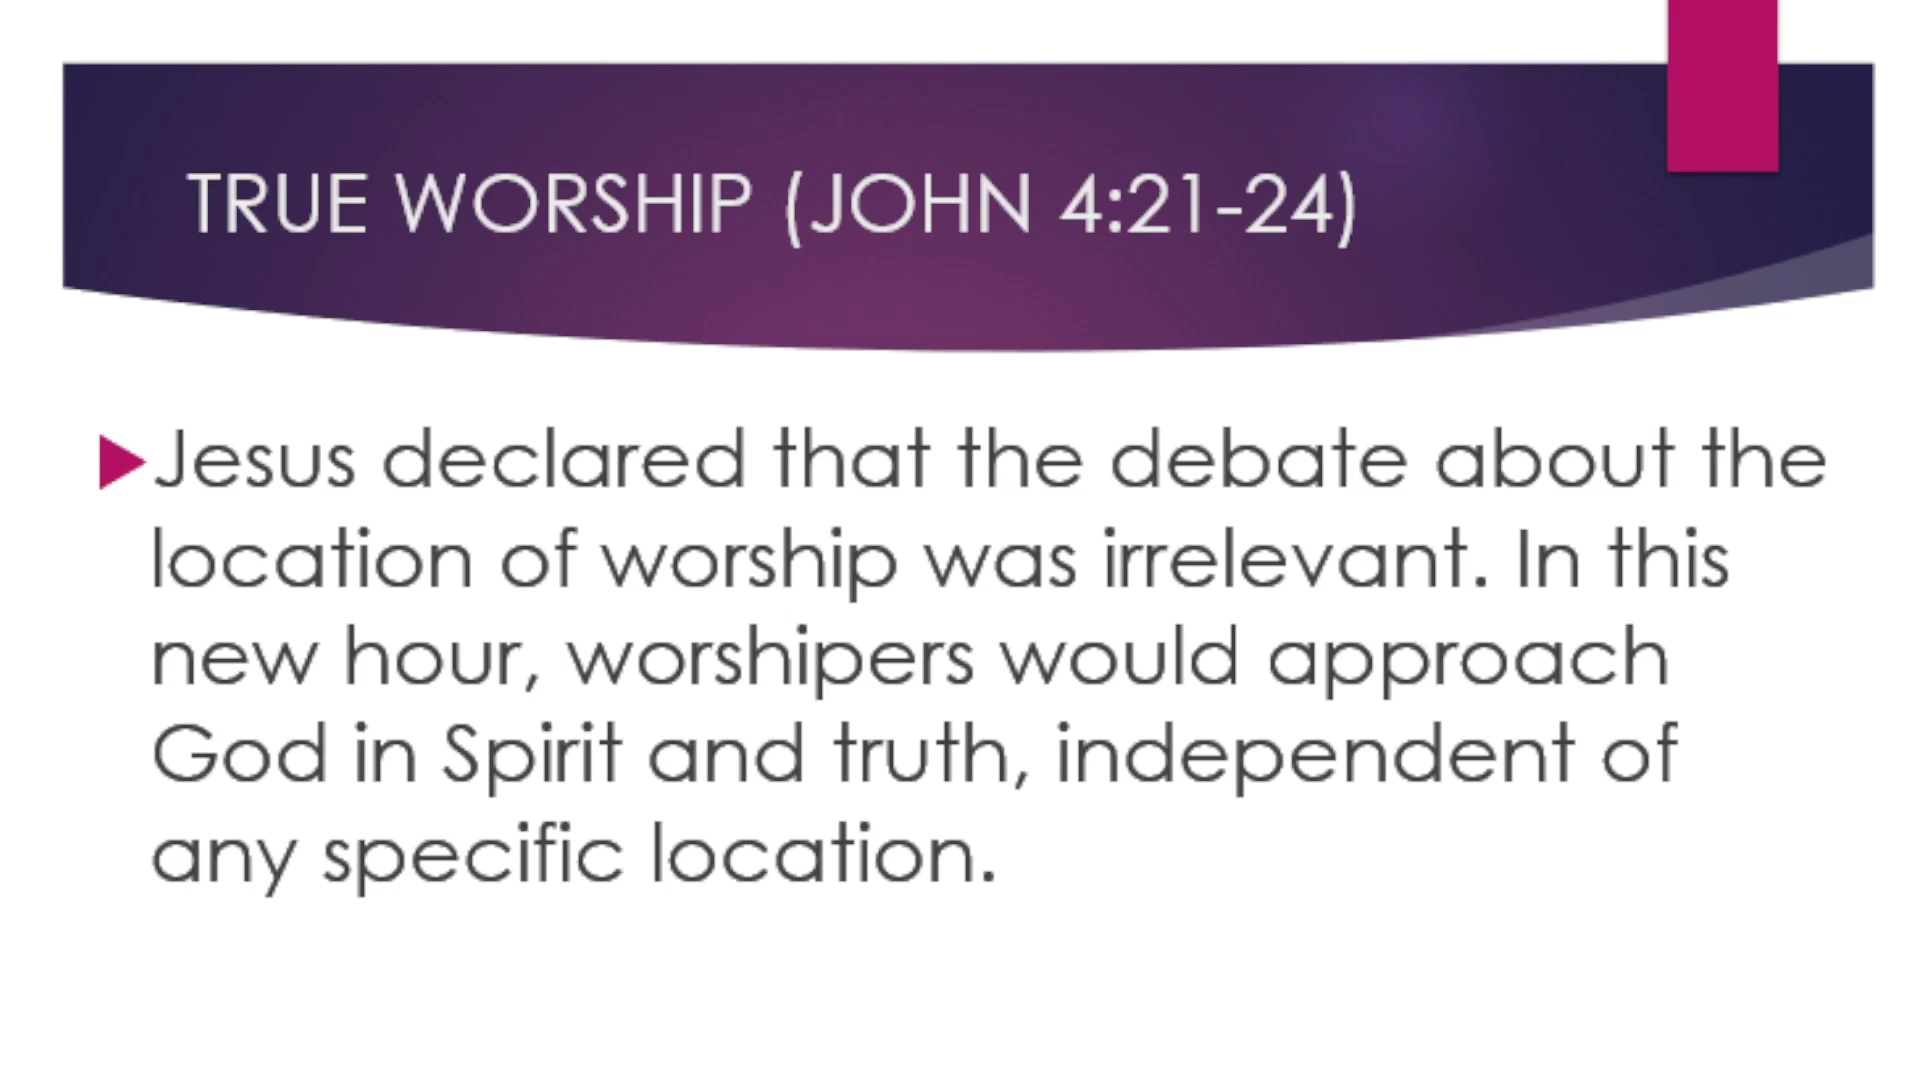 TRUE WORSHIP (JOHN 4:21-24)
Jesus declared that the debate about the
location of worship was irrelevant. In this
new hour, worshipers would approach
God in Spirit and truth, independent of
any specific location.